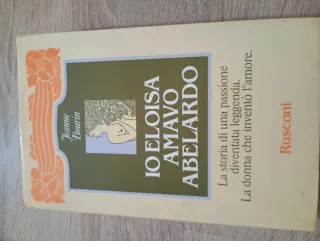 Jeanne
Bourin
IO ELOISA
AMAVO
ABELARDO
La storia di una passione
diventata leggenda.
La donna che inventò l'amore.
Rusconi